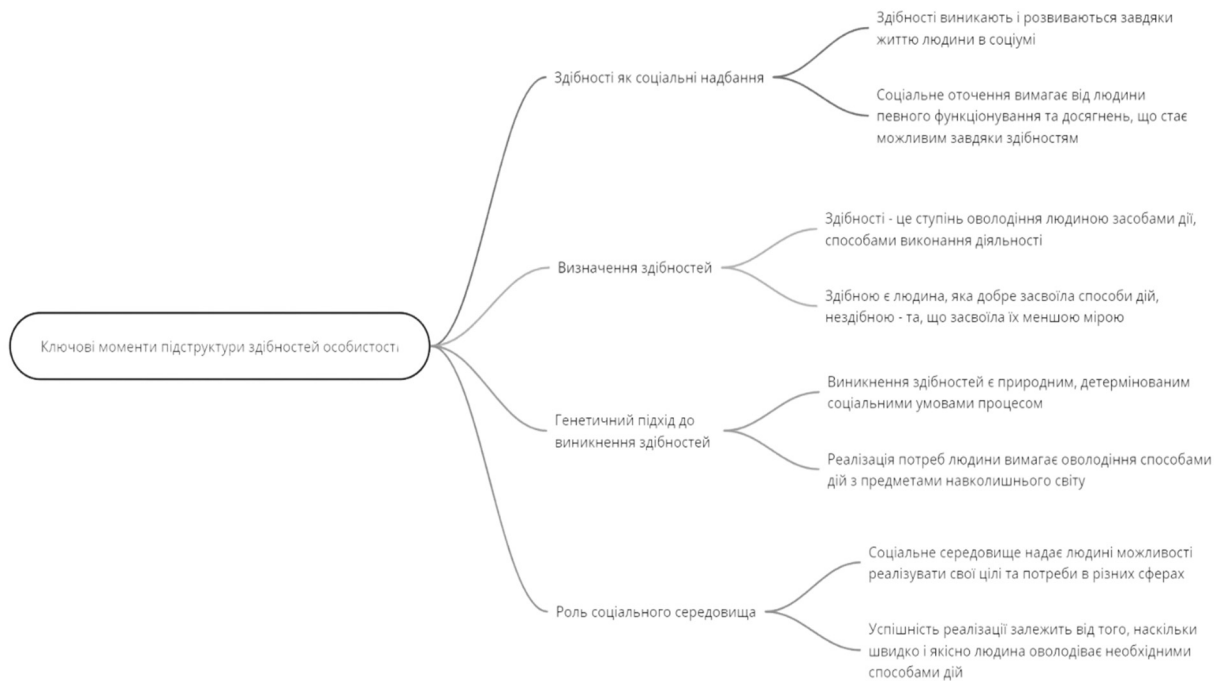 Ключові моменти підструктури здібностей особистості
Здібності як соціальні надбання
Здібності виникають і розвиваються завдяки
життю людини в соціумі
Соціальне оточення вимагає від людини
певного функціонування та досягнень, що стає
можливим завдяки здібностям
Визначення здібностей
Здібності - це ступінь оволодіння людиною засобами дії,
способами виконання діяльності
Здібною є людина, яка добре засвоїла способи дій,
нездібною - та, що засвоїла їх меншою мірою
Генетичний підхід до
виникнення здібностей
Виникнення здібностей є природним, детермінованим
соціальними умовами процесом
Реалізація потреб людини вимагає оволодіння способами
дій з предметами навколишнього світу
Роль соціального середовища
Соціальне середовище надає людині можливості
реалізувати свої цілі та потреби в різних сферах
Успішність реалізації залежить від того, наскільки
швидко і якісно людина оволодіває необхідними
способами дій